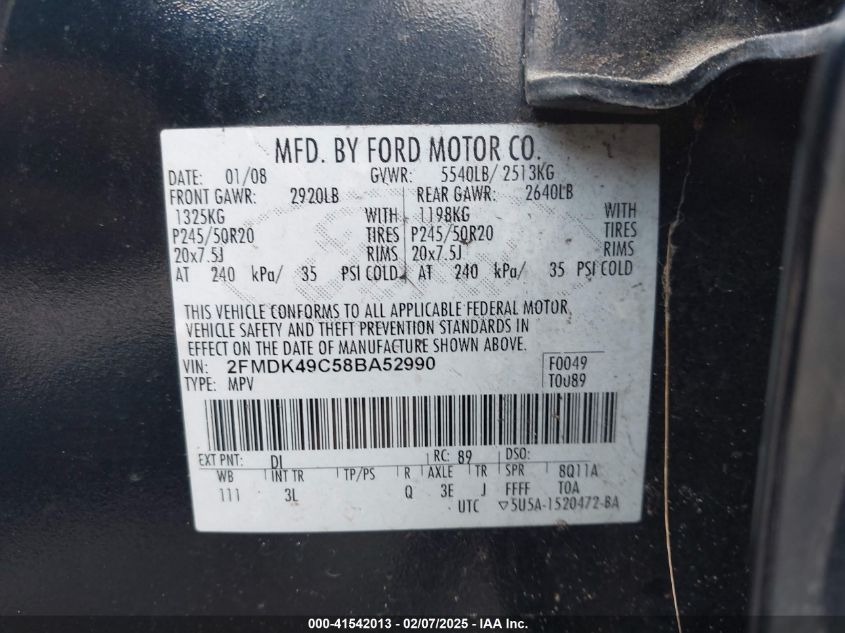 MFD. BY FORD MOTOR CO.
DATE: 01/08 GVWR: 5540LB/ 2513KG
FRONT GAWR: 2920LB REAR GAWR: 2640LB
1325KG WITH 1198KG WITH
P245/50R20 TIRES P245/50R20 TIRES
20x7.5J RIMS 20x7.5J RIMS
AT 240 kPa/ 35 PSI COLD AT 240 kPa/ 35 PSI COLD
THIS VEHICLE CONFORMS TO ALL APPLICABLE FEDERAL MOTOR
VEHICLE SAFETY AND THEFT PREVENTION STANDARDS IN
EFFECT ON THE DATE OF MANUFACTURE SHOWN ABOVE.
VIN: 2FMDK49C58BA52990 F0049
TYPE: MPV T0089
EXT PNT: DL RC: 89 DSO:
WB INT TR TP/PS R AXLE TR SPR 8Q11A
111 3L Q 3E J FFFF TOA
UTC ▽5U5A-1520472-BA
000-41542013 - 02/07/2025 - IAA Inc.